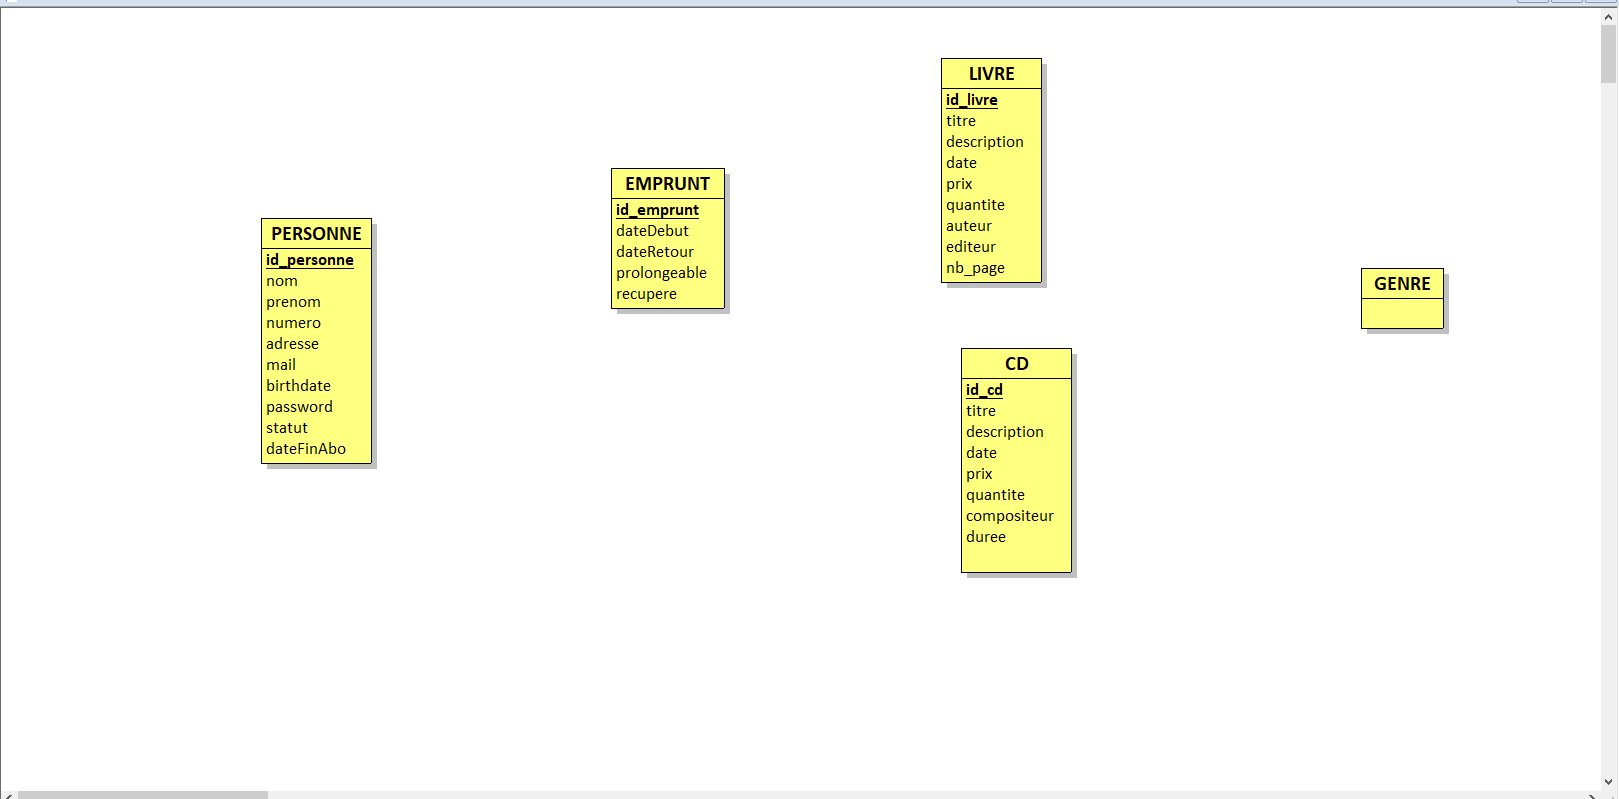 PERSONNE
id_personne
nom
prenom
numero
adresse
mail
birthdate
password
statut
dateFinAbo
EMPRUNT
id_emprunt
dateDebut
dateRetour
prolongeable
recupere
LIVRE
id_livre
titre
description
date
prix
quantite
auteur
editeur
nb_page
CD
id_cd
titre
description
date
prix
quantite
compositeur
duree
GENRE